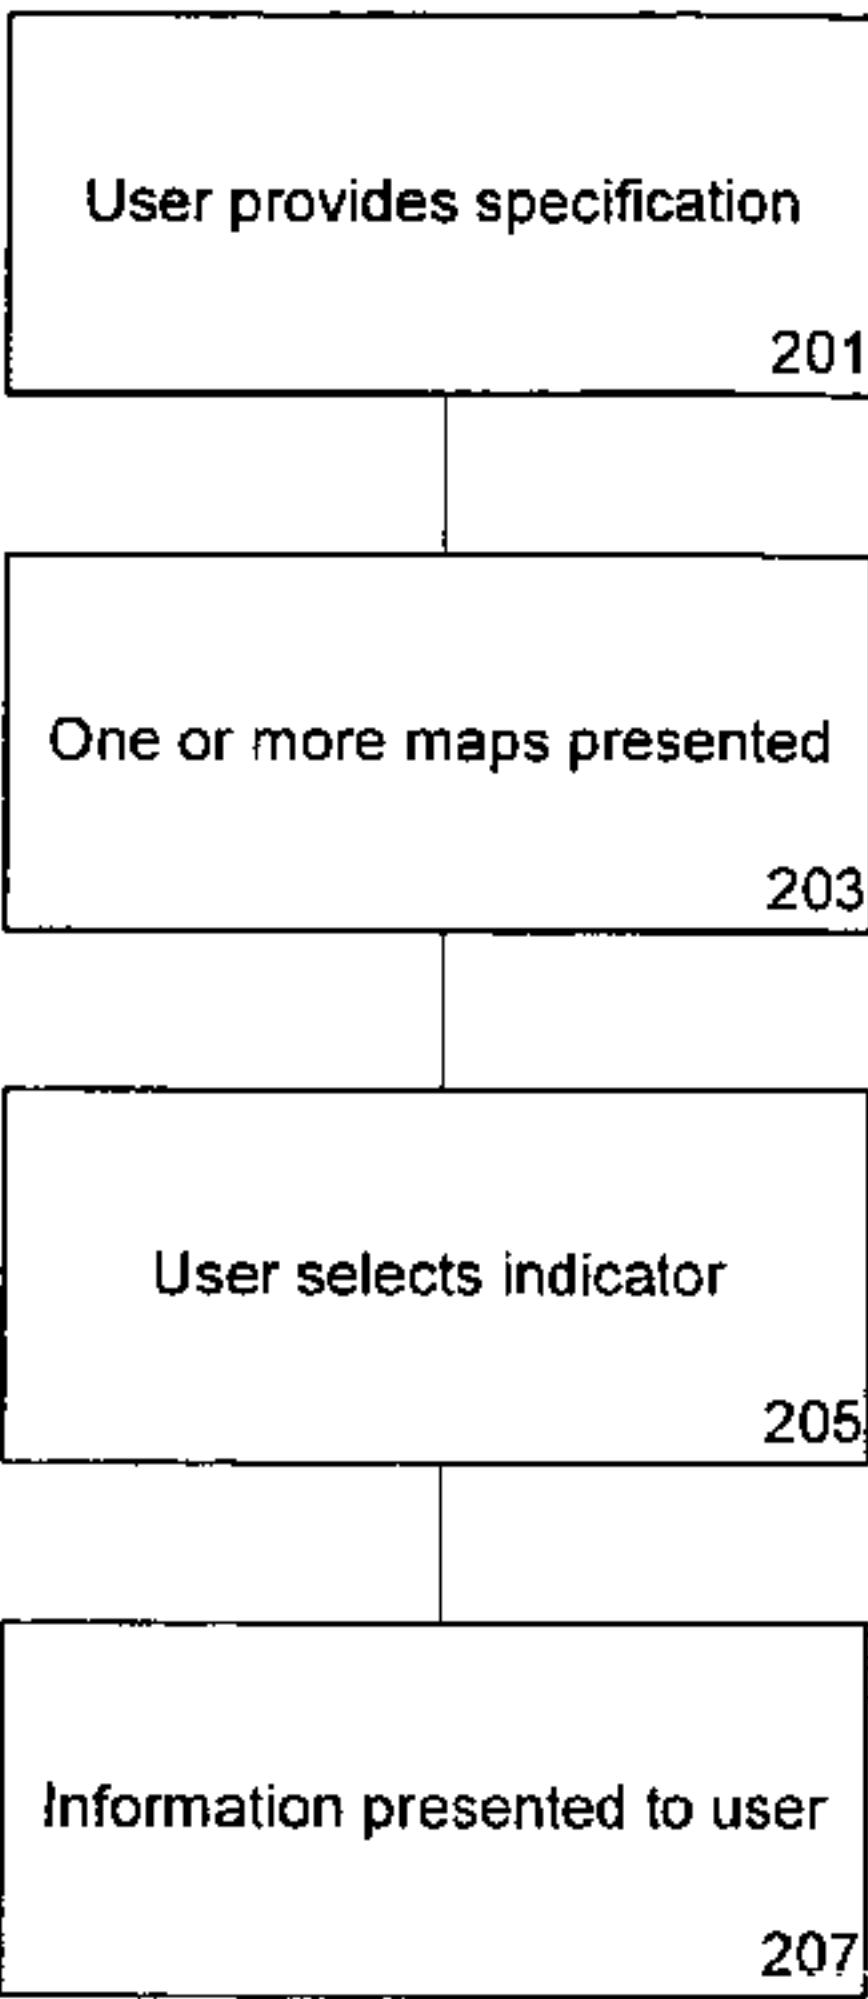 User provides specification
201
One or more maps presented
203
User selects indicator
205
Information presented to user
207